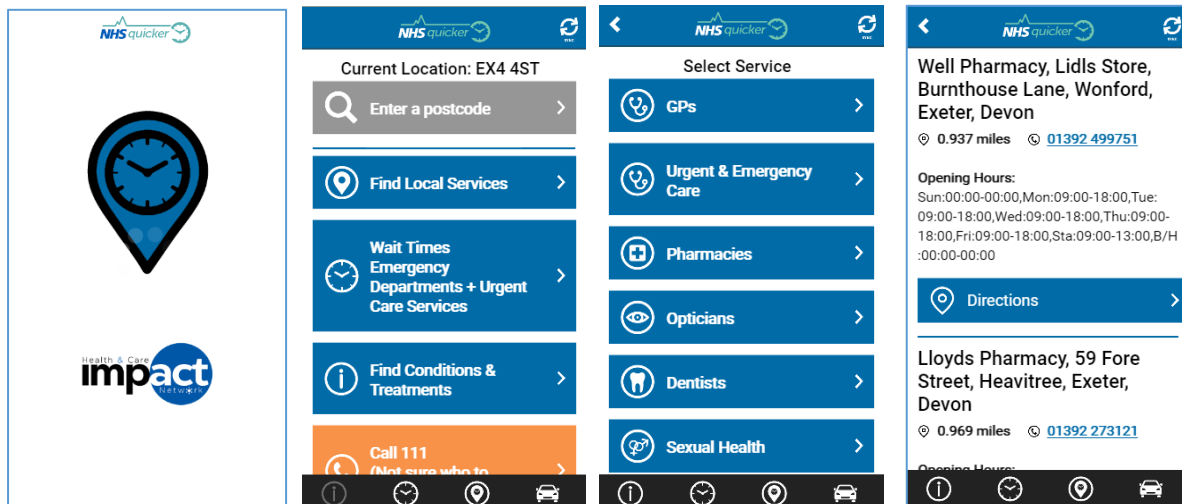 NHS quicker
Health & Care
impact
Network
NHS quicker
SYNC
Current Location: EX4 4ST
Enter a postcode
Find Local Services
Wait Times
Emergency
Departments + Urgent
Care Services
Find Conditions &
Treatments
Call 111
(Not sure who to
NHS quicker
SYNC
Select Service
GPs
Urgent & Emergency
Care
Pharmacies
Opticians
Dentists
Sexual Health
NHS quicker
SYNC
Well Pharmacy, Lidls Store,
Burnthouse Lane, Wonford,
Exeter, Devon
0.937 miles 01392 499751
Opening Hours:
Sun:00:00-00:00,Mon:09:00-18:00,Tue:
09:00-18:00,Wed:09:00-18:00,Thu:09:00-
18:00,Fri:09:00-18:00,Sta:09:00-13:00,B/H
:00:00-00:00
Directions
Lloyds Pharmacy, 59 Fore
Street, Heavitree, Exeter,
Devon
0.969 miles 01392 273121
Opening Hours: